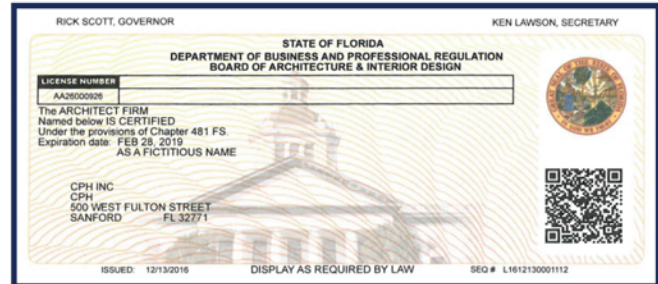 RICK SCOTT, GOVERNOR
KEN LAWSON, SECRETARY
STATE OF FLORIDA
DEPARTMENT OF BUSINESS AND PROFESSIONAL REGULATION
BOARD OF ARCHITECTURE & INTERIOR DESIGN
LICENSE NUMBER
AA26000926
The ARCHITECT FIRM
Named below IS CERTIFIED
Under the provisions of Chapter 481 FS.
Expiration date: FEB 28, 2019
AS A FICTITIOUS NAME
CPH INC
CPH
500 WEST FULTON STREET
SANFORD FL 32771
ISSUED: 12/13/2016
DISPLAY AS REQUIRED BY LAW
SEQ # L1612130001112